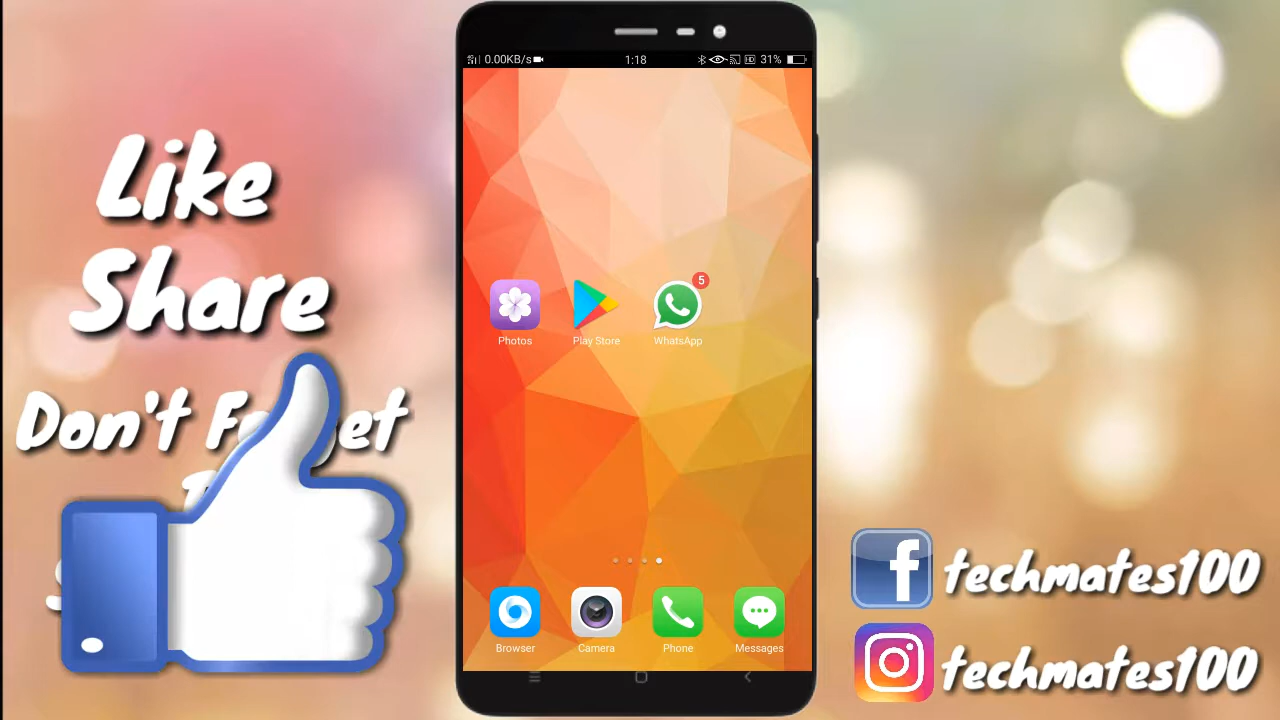 Like
Share
Don't
0.00KB/s
1:18
HD
31%
5
Photos
Play Store
WhatsApp
Browser
Camera
Phone
Messages
techmates100
techmates100